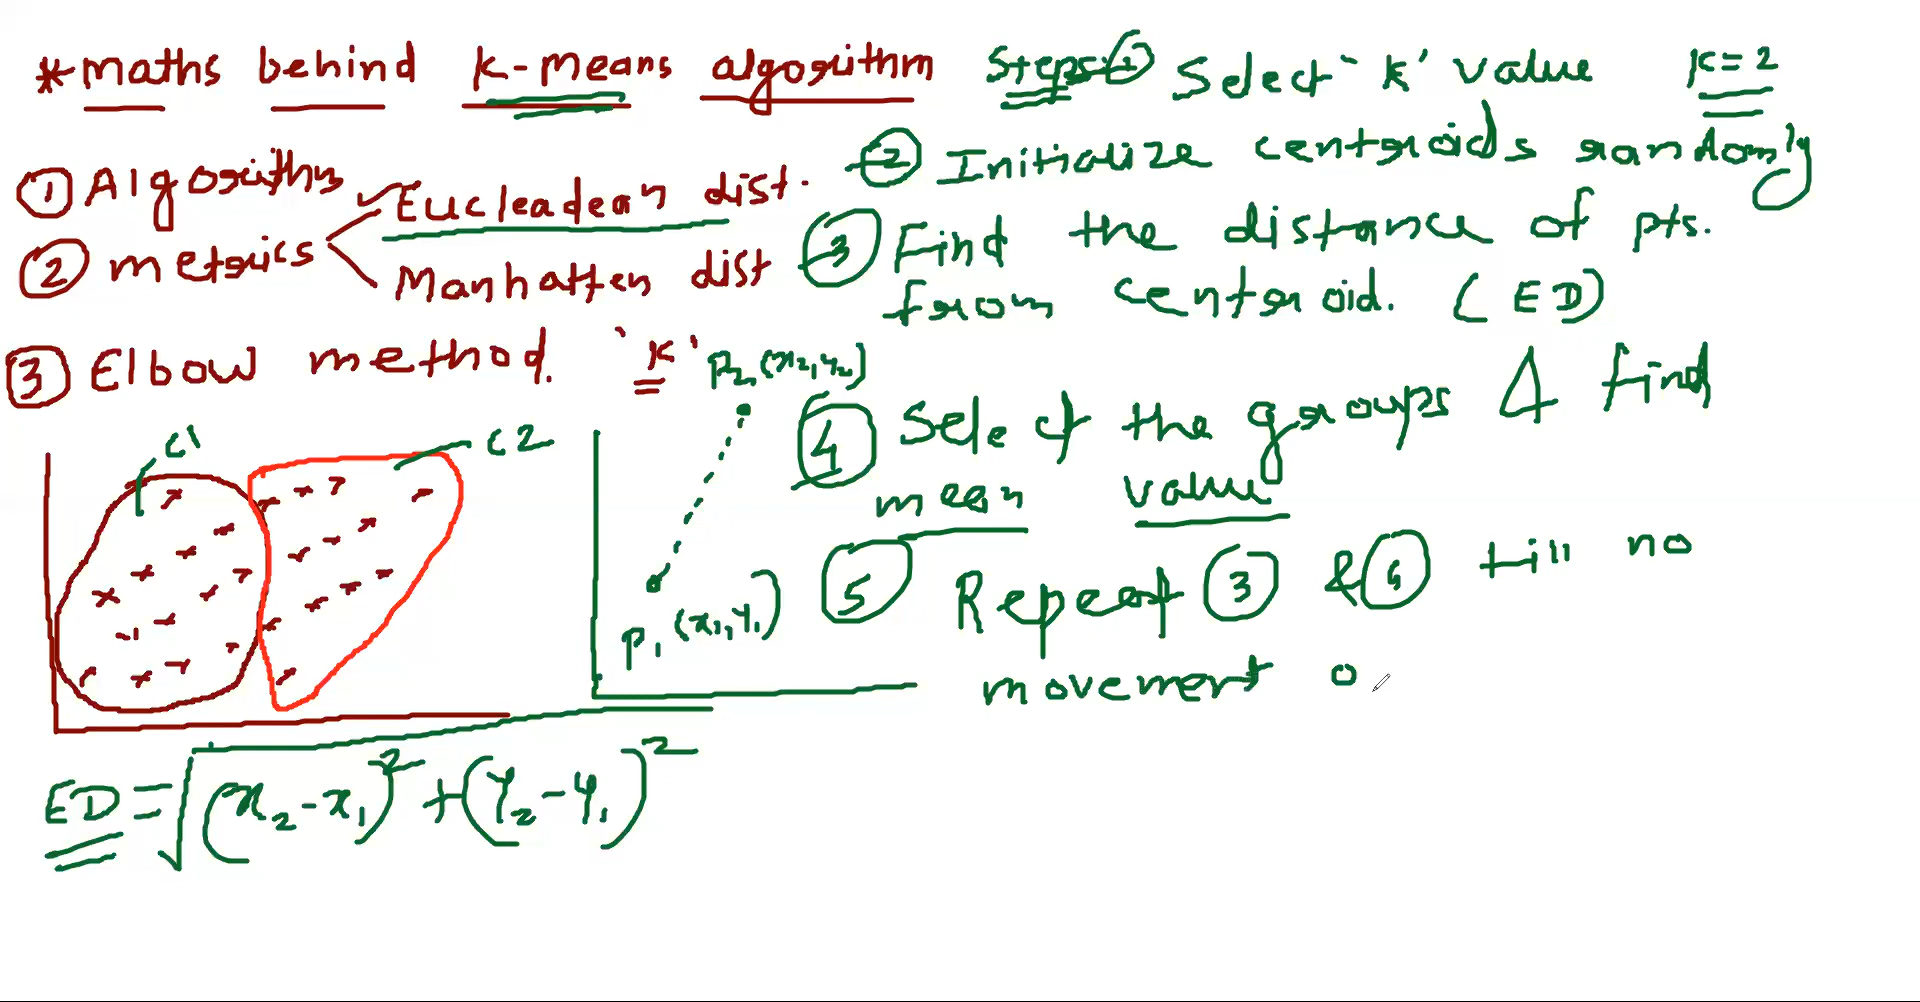 * maths behind k-means algorithm
① Algorithm
② metrics
Eucleadean dist.
Manhatten dist
③ Elbow method. 'K'
C1
C2
P2, (x2, y2)
P1 (x1, y1)
ED = √(x2 - x1)² + (y2 - y1)²
Steps:- ① Select 'K' value K=2
② Initialize centeroids randomly
③ Find the distance of pts.
from centeroid. (ED)
④ Select the groups & find
mean value
⑤ Repeat ③ & ④ till no
movement o